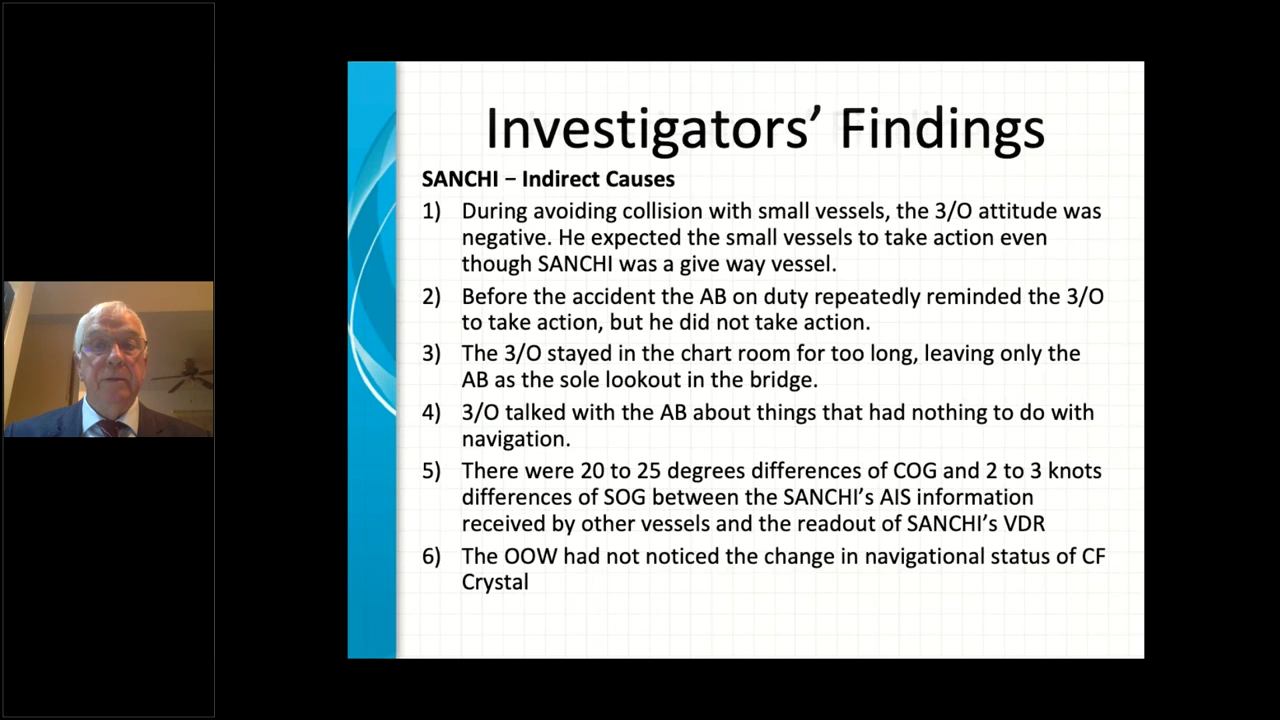 Investigators’ Findings
SANCHI – Indirect Causes
1) During avoiding collision with small vessels, the 3/O attitude was
negative. He expected the small vessels to take action even
though SANCHI was a give way vessel.
2) Before the accident the AB on duty repeatedly reminded the 3/O
to take action, but he did not take action.
3) The 3/O stayed in the chart room for too long, leaving only the
AB as the sole lookout in the bridge.
4) 3/O talked with the AB about things that had nothing to do with
navigation.
5) There were 20 to 25 degrees differences of COG and 2 to 3 knots
differences of SOG between the SANCHI’s AIS information
received by other vessels and the readout of SANCHI’s VDR
6) The OOW had not noticed the change in navigational status of CF
Crystal